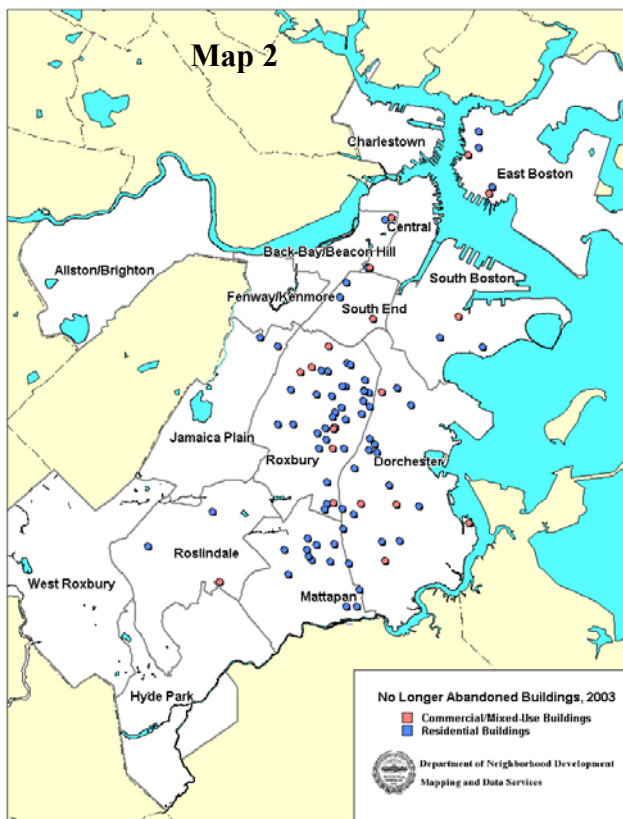 Map 2
Charlestown
East Boston
Central
Back Bay/Beacon Hill
Allston/Brighton
South Boston
Fenway/Kenmore
South End
Jamaica Plain
Roxbury
Dorchester
Roslindale
West Roxbury
Mattapan
Hyde Park
No Longer Abandoned Buildings, 2003
Commercial/Mixed-Use Buildings
Residential Buildings
Department of Neighborhood Development
Mapping and Data Services